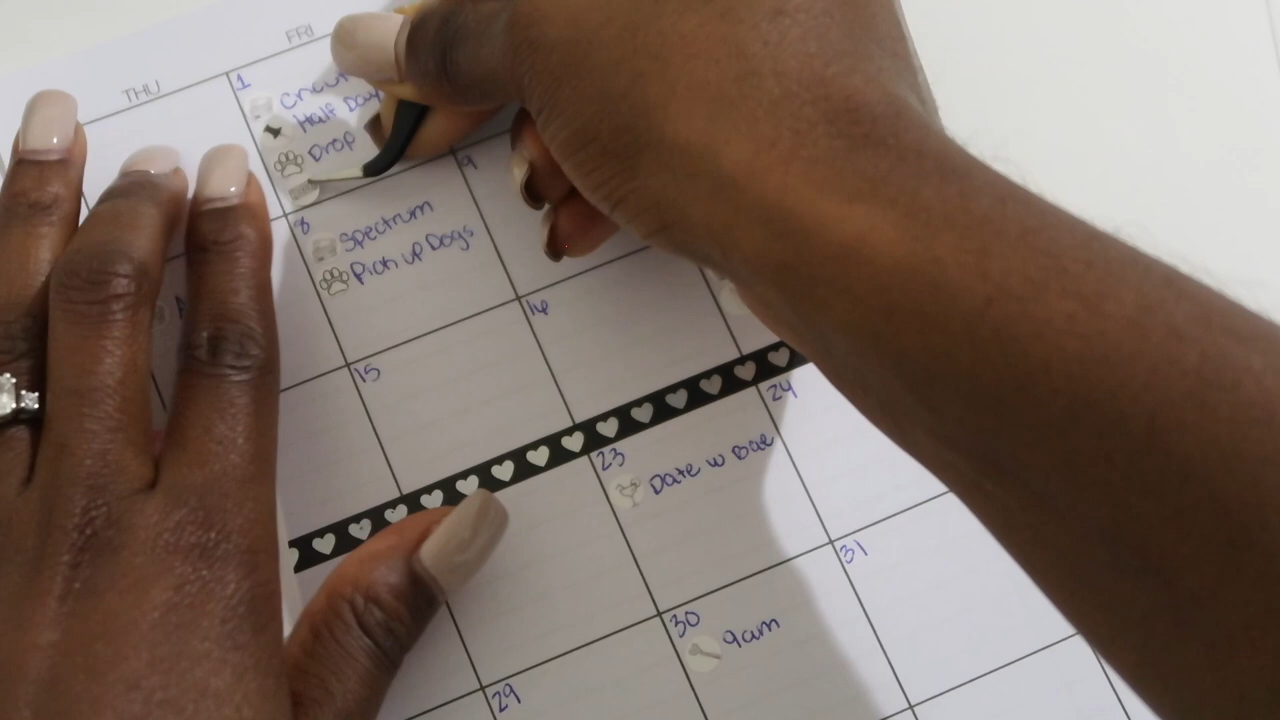 THU
FRI
1
Cricut
Half Day
Drop
8
Spectrum
Pick up Dogs
9
15
16
23
Date w Bae
24
29
30
9am
31